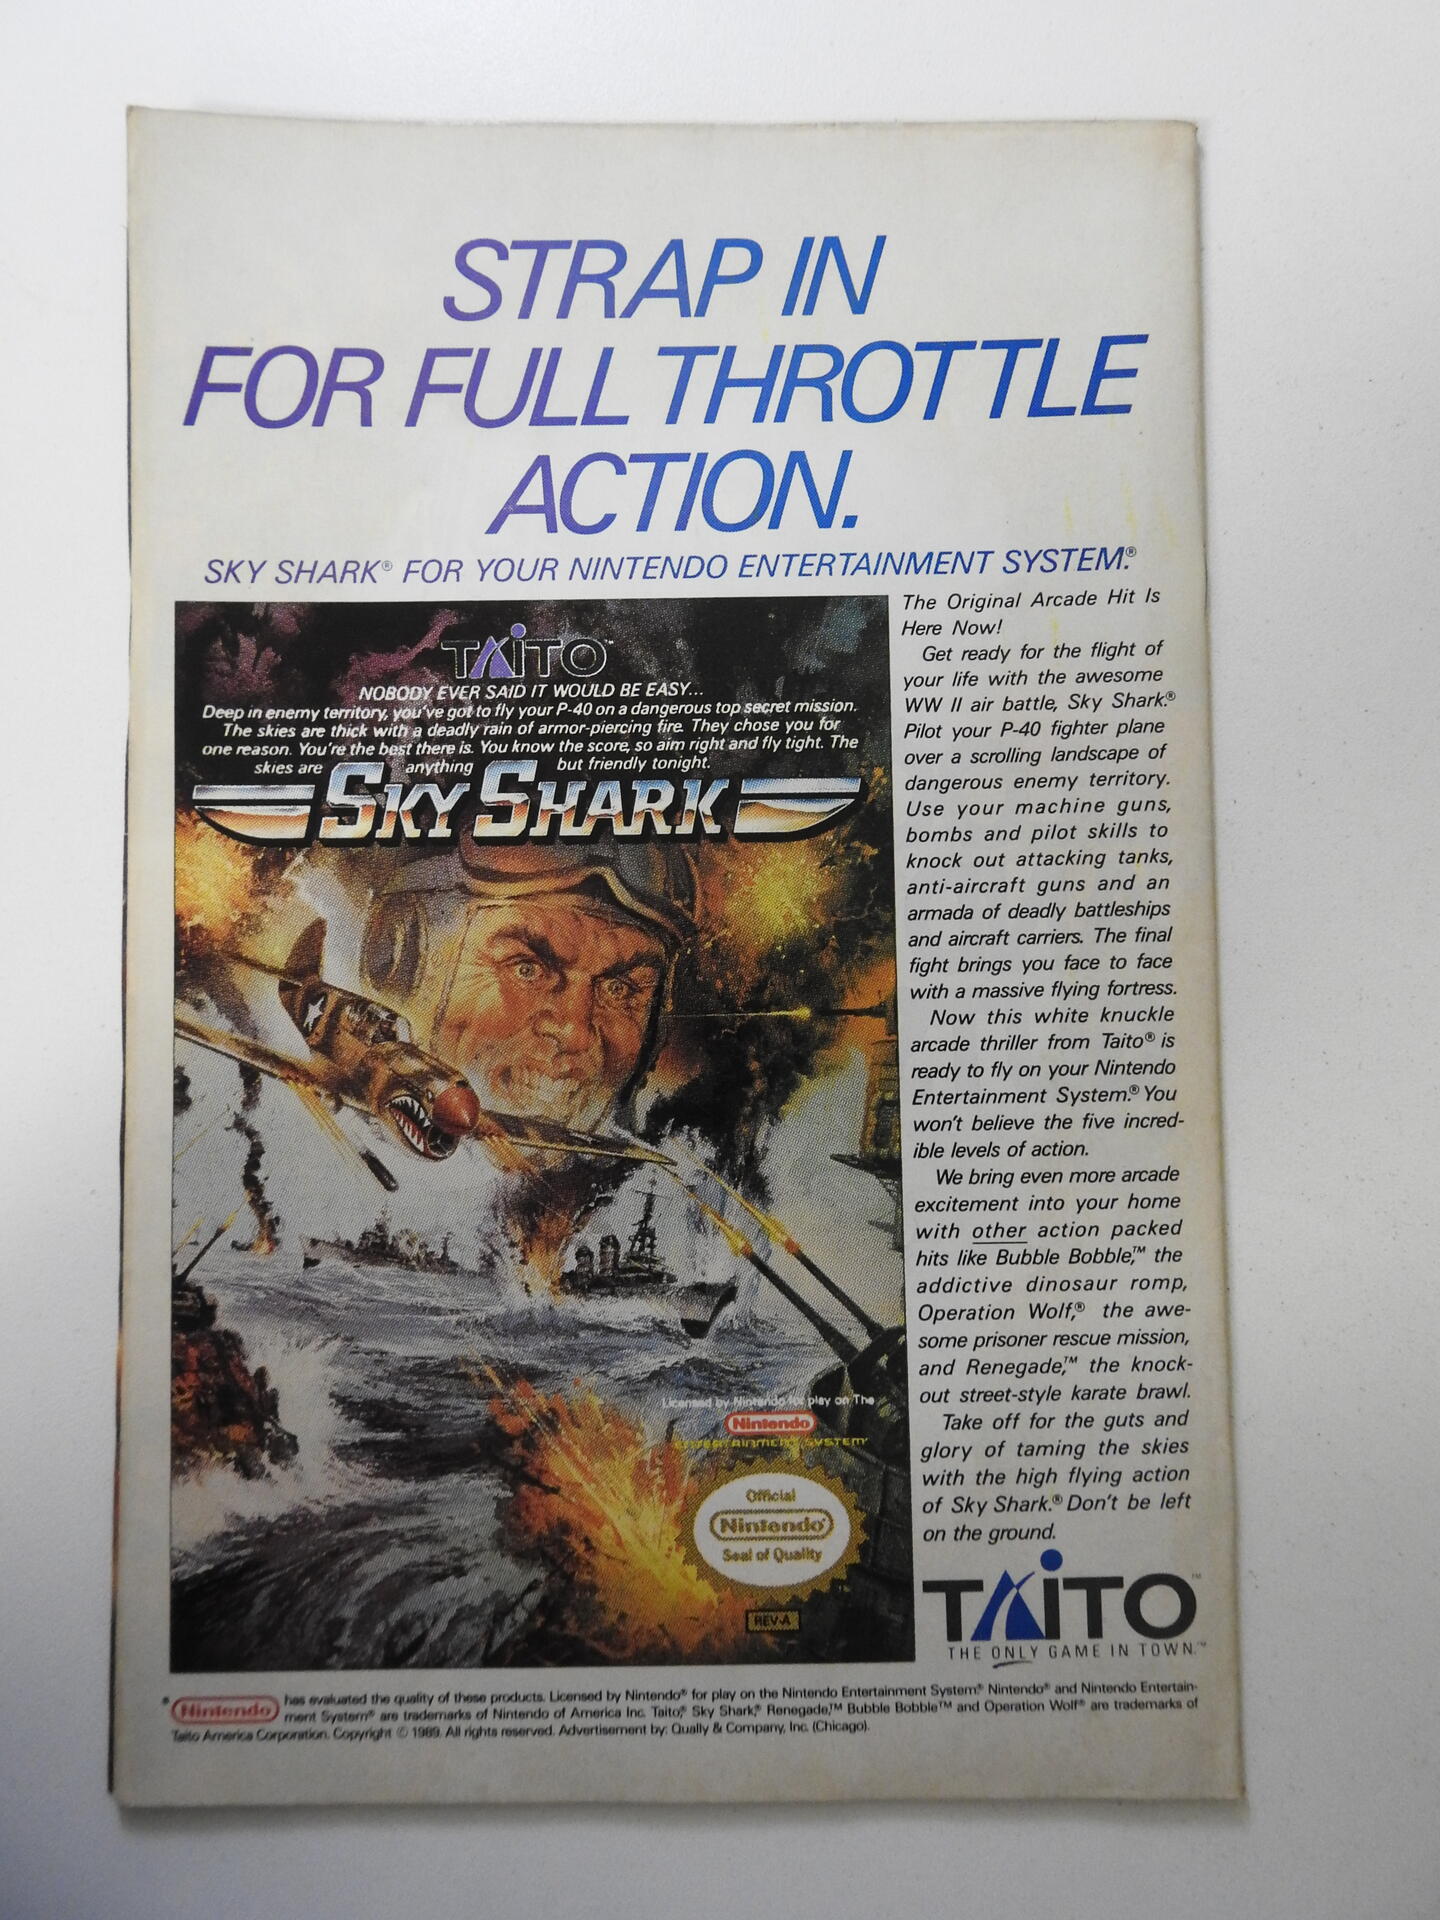 STRAP IN
FOR FULL THROTTLE
ACTION.
SKY SHARK® FOR YOUR NINTENDO ENTERTAINMENT SYSTEM.®
TAITO™
NOBODY EVER SAID IT WOULD BE EASY...
Deep in enemy territory, you've got to fly your P-40 on a dangerous top secret mission.
The skies are thick with a deadly rain of armor-piercing fire. They chose you for
one reason. You're the best there is. You know the score, so aim right and fly tight. The
skies are anything but friendly tonight.
SKY SHARK
Licensed by Nintendo for play on The
Nintendo
ENTERTAINMENT SYSTEM®
Official
Nintendo®
Seal of Quality
REV-A
The Original Arcade Hit Is
Here Now!
Get ready for the flight of
your life with the awesome
WW II air battle, Sky Shark.®
Pilot your P-40 fighter plane
over a scrolling landscape of
dangerous enemy territory.
Use your machine guns,
bombs and pilot skills to
knock out attacking tanks,
anti-aircraft guns and an
armada of deadly battleships
and aircraft carriers. The final
fight brings you face to face
with a massive flying fortress.
Now this white knuckle
arcade thriller from Taito® is
ready to fly on your Nintendo
Entertainment System.® You
won't believe the five incred-
ible levels of action.
We bring even more arcade
excitement into your home
with other action packed
hits like Bubble Bobble,™ the
addictive dinosaur romp,
Operation Wolf,® the awe-
some prisoner rescue mission,
and Renegade,™ the knock-
out street-style karate brawl.
Take off for the guts and
glory of taming the skies
with the high flying action
of Sky Shark.® Don't be left
on the ground.
TAITO™
THE ONLY GAME IN TOWN.™
® Nintendo has evaluated the quality of these products. Licensed by Nintendo® for play on the Nintendo Entertainment System.® Nintendo® and Nintendo Entertain-
ment System® are trademarks of Nintendo of America Inc. Taito,® Sky Shark,® Renegade,™ Bubble Bobble™ and Operation Wolf® are trademarks of
Taito America Corporation. Copyright © 1989. All rights reserved. Advertisement by: Qually & Company, Inc. (Chicago).